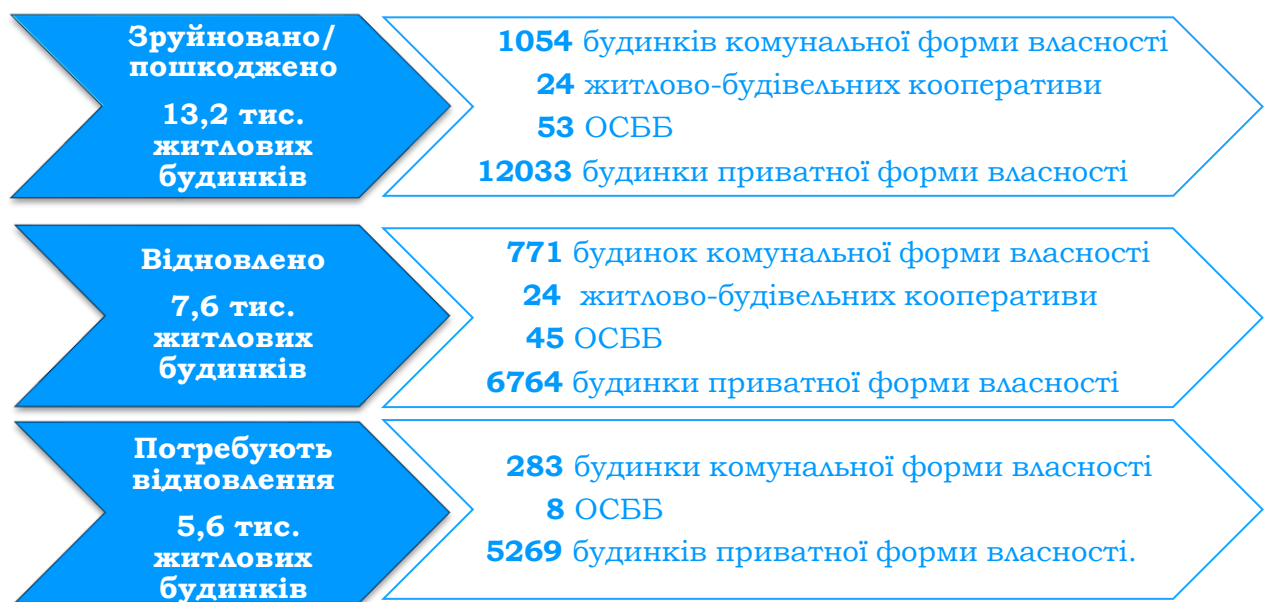 Зруйновано/
пошкоджено
13,2 тис.
житлових
будинків
1054 будинків комунальної форми власності
24 житлово-будівельних кооперативи
53 ОСББ
12033 будинки приватної форми власності
Відновлено
7,6 тис.
житлових
будинків
771 будинок комунальної форми власності
24 житлово-будівельних кооперативи
45 ОСББ
6764 будинки приватної форми власності
Потребують
відновлення
5,6 тис.
житлових
будинків
283 будинки комунальної форми власності
8 ОСББ
5269 будинків приватної форми власності.